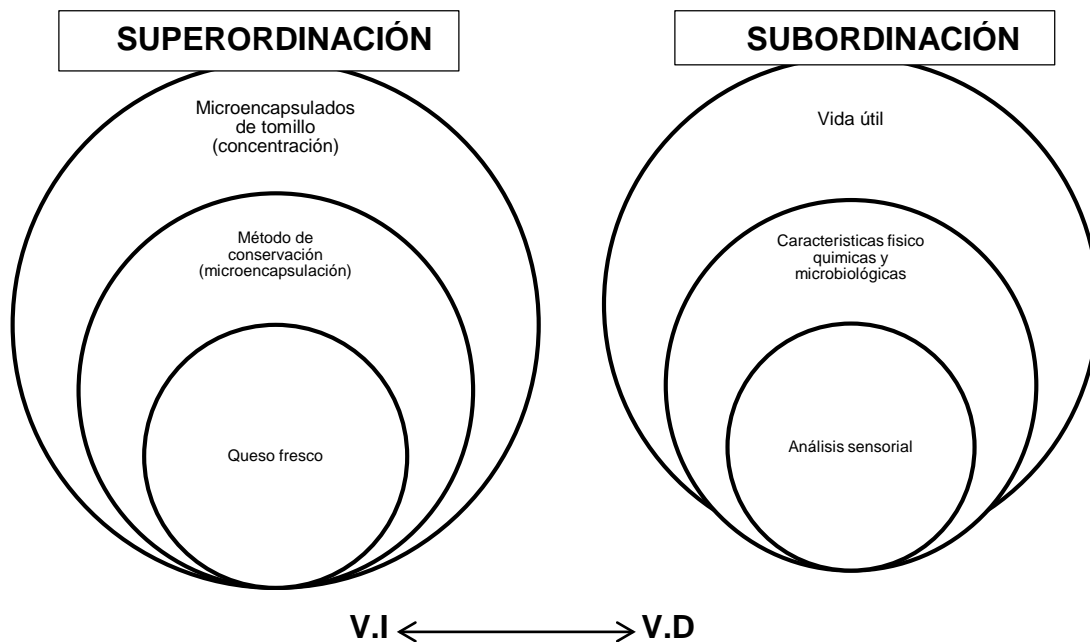 SUPERORDINACIÓN
Microencapsulados
de tomillo
(concentración)
Método de
conservación
(microencapsulación)
Queso fresco
SUBORDINACIÓN
Vida útil
Caracteristicas fisico
quimicas y
microbiológicas
Análisis sensorial
V.I
V.D